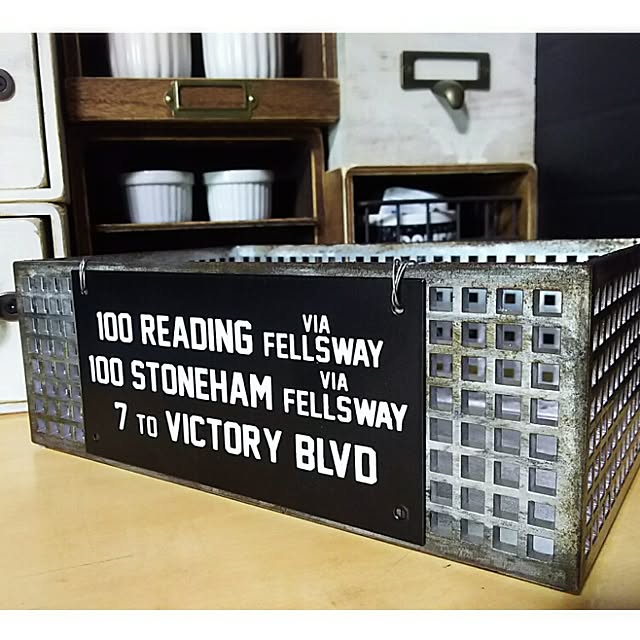 100 READING VIA FELLSWAY
100 STONEHAM VIA FELLSWAY
7 TO VICTORY BLVD